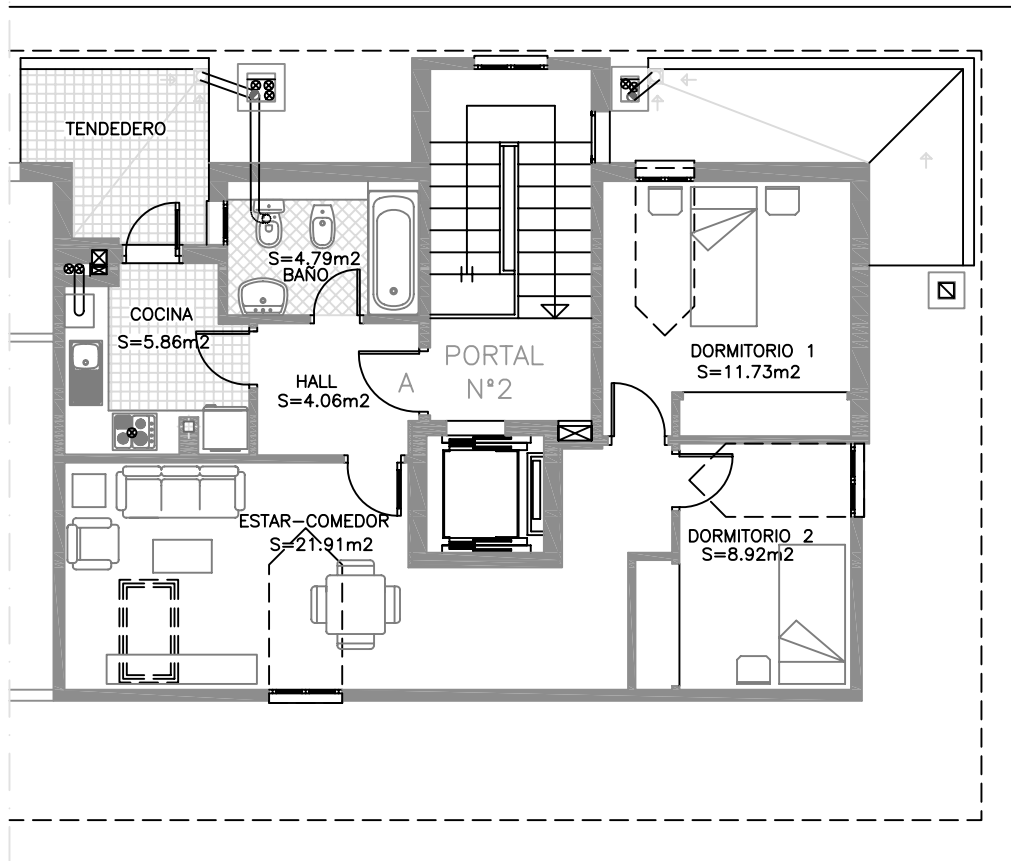 TENDEDERO
S=4.79m2
BAÑO
COCINA
S=5.86m2
HALL
S=4.06m2
A
PORTAL
Nº2
DORMITORIO 1
S=11.73m2
ESTAR-COMEDOR
S=21.91m2
DORMITORIO 2
S=8.92m2